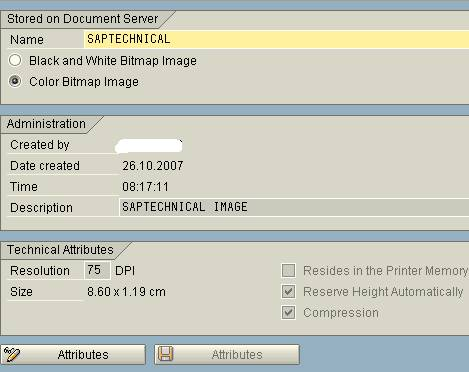 Stored on Document Server
Name SAPTECHNICAL
Black and White Bitmap Image
Color Bitmap Image
Administration
Created by
Date created 26.10.2007
Time 08:17:11
Description SAPTECHNICAL IMAGE
Technical Attributes
Resolution 75 DPI Resides in the Printer Memory
Size 8.60 x 1.19 cm Reserve Height Automatically
Compression
Attributes Attributes